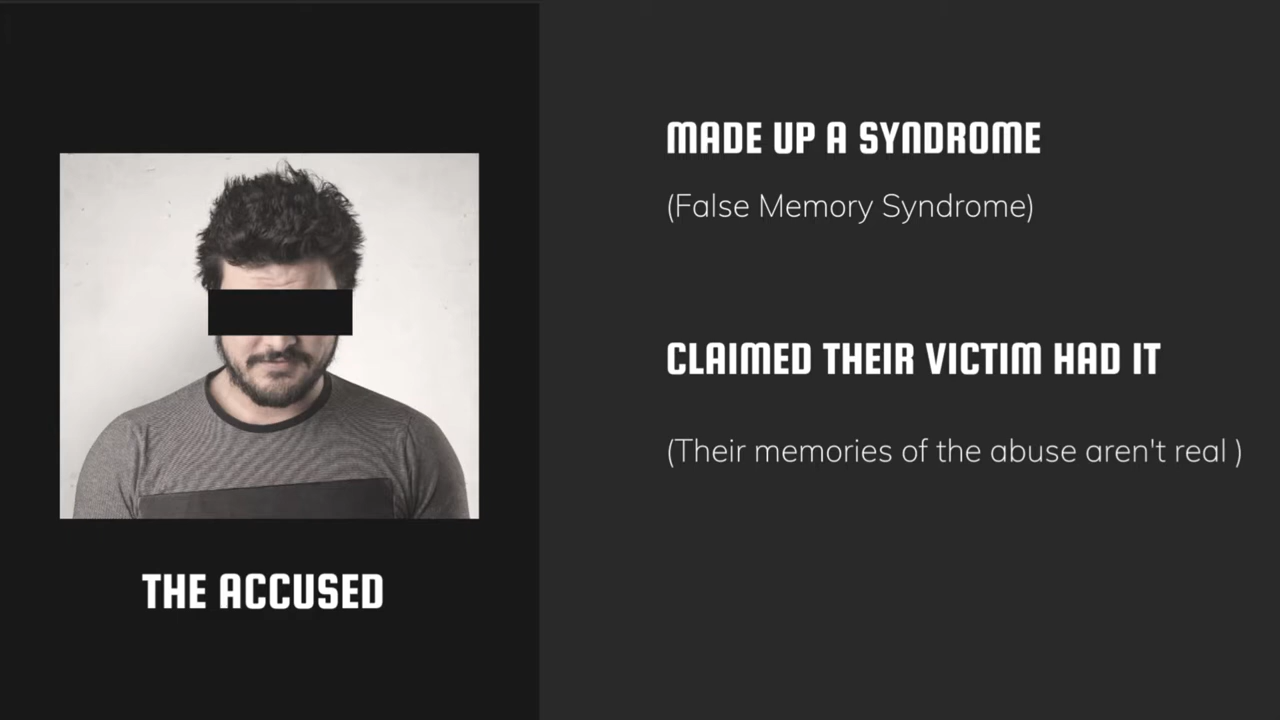 MADE UP A SYNDROME
(False Memory Syndrome)
CLAIMED THEIR VICTIM HAD IT
(Their memories of the abuse aren't real )
THE ACCUSED